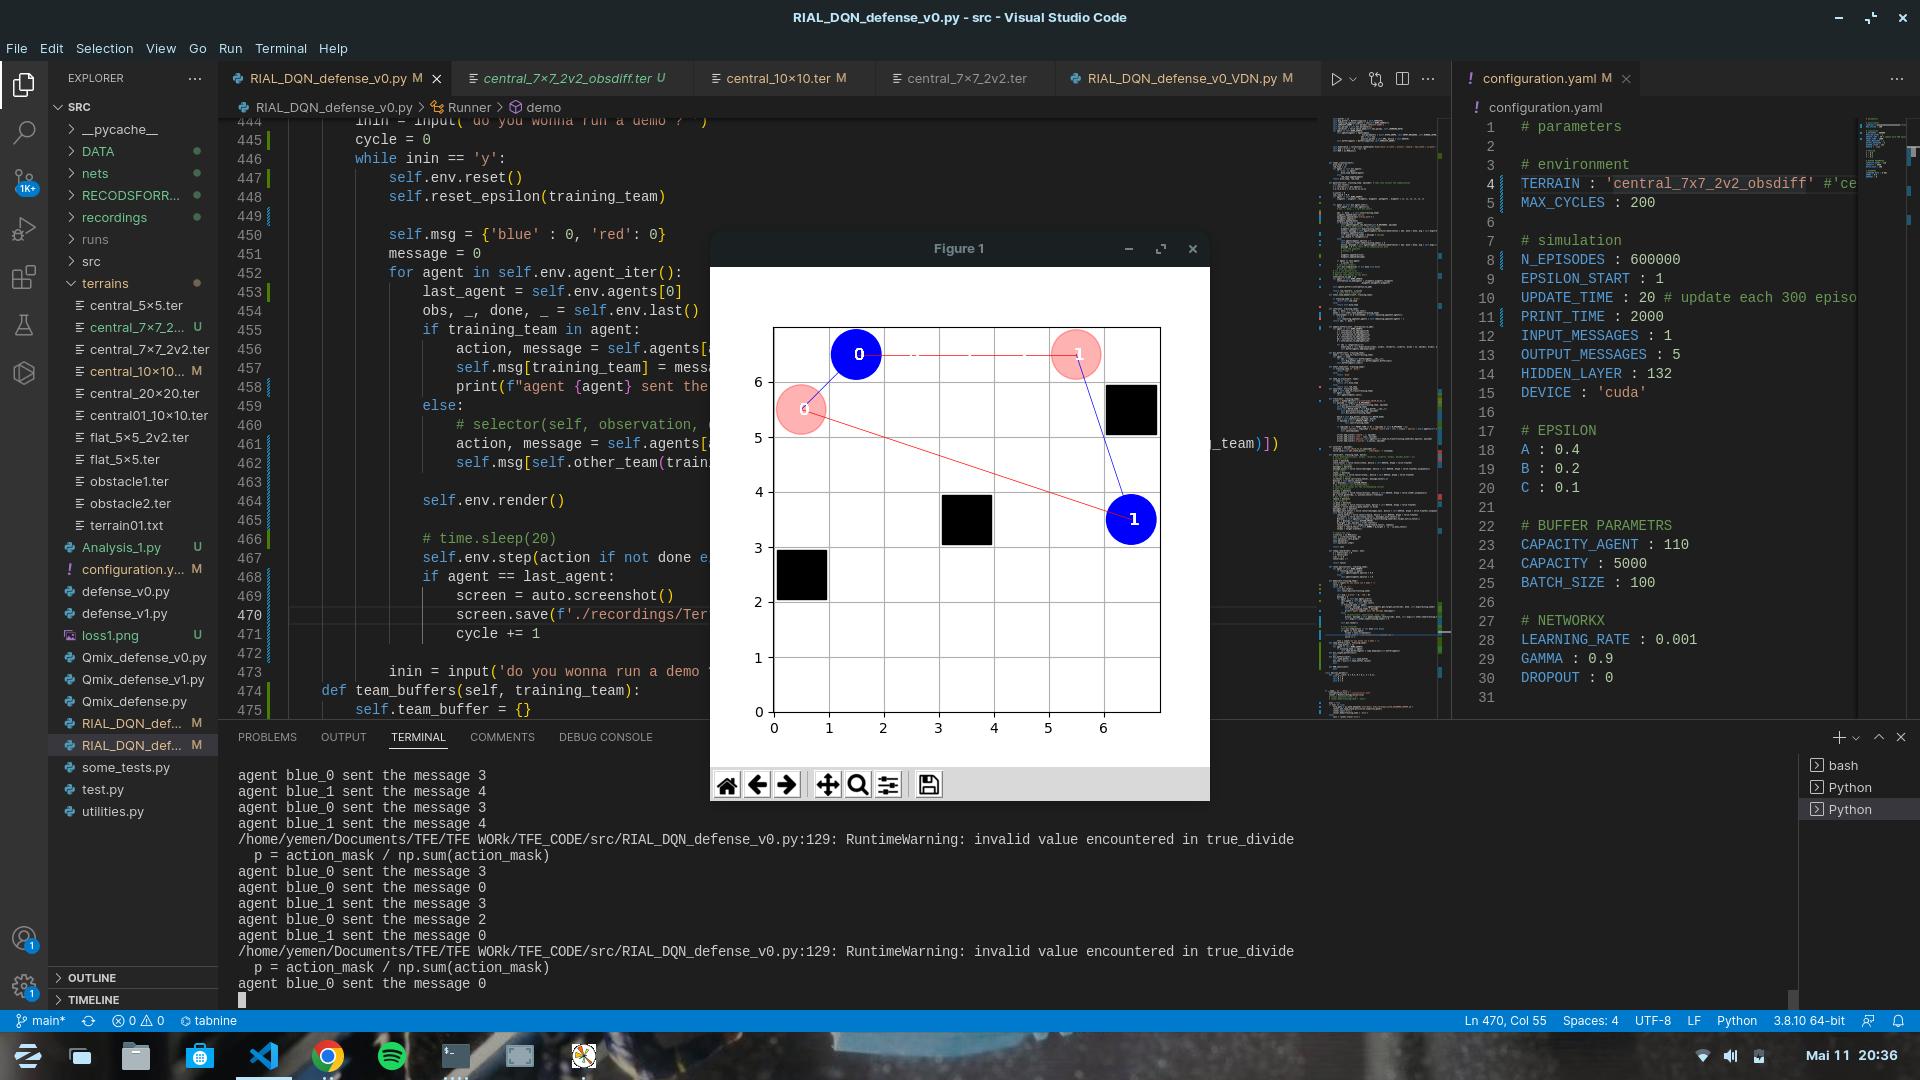 RIAL_DQN_defense_v0.py - src - Visual Studio Code
File Edit Selection View Go Run Terminal Help
EXPLORER
SRC
__pycache__
DATA
nets
RECODSFORR...
recordings
runs
src
terrains
central_5×5.ter
central_7×7_2... U
central_7×7_2v2.ter
central_10×10... M
central_20×20.ter
central01_10×10.ter
flat_5×5_2v2.ter
flat_5×5.ter
obstacle1.ter
obstacle2.ter
terrain01.txt
Analysis_1.py U
configuration.y... M
defense_v0.py
defense_v1.py
loss1.png U
Qmix_defense_v0.py
Qmix_defense_v1.py
Qmix_defense.py
RIAL_DQN_def... M
RIAL_DQN_def... M
some_tests.py
test.py
utilities.py
OUTLINE
TIMELINE
1K+
1
1
RIAL_DQN_defense_v0.py M central_7×7_2v2_obsdiff.ter U central_10×10.ter M central_7×7_2v2.ter RIAL_DQN_defense_v0_VDN.py M
RIAL_DQN_defense_v0.py > Runner > demo
444 inin = input('do you wonna run a demo ? ')
445 cycle = 0
446 while inin == 'y':
447 self.env.reset()
448 self.reset_epsilon(training_team)
449
450 self.msg = {'blue' : 0, 'red': 0}
451 message = 0
452 for agent in self.env.agent_iter():
453 last_agent = self.env.agents[0]
454 obs, _, done, _ = self.env.last()
455 if training_team in agent:
456 action, message = self.agents[
457 self.msg[training_team] = mess
458 print(f"agent {agent} sent the
459 else:
460 # selector(self, observation,
461 action, message = self.agents[ _team)])
462 self.msg[self.other_team(train
463
464 self.env.render()
465
466 # time.sleep(20)
467 self.env.step(action if not done e
468 if agent == last_agent:
469 screen = auto.screenshot()
470 screen.save(f'./recordings/Ter
471 cycle += 1
472
473 inin = input('do you wonna run a demo
474 def team_buffers(self, training_team):
475 self.team_buffer = {}
Figure 1
0 1
0
1
6
5
4
3
2
1
0
0 1 2 3 4 5 6
configuration.yaml M
configuration.yaml
1 # parameters
2
3 # environment
4 TERRAIN : 'central_7x7_2v2_obsdiff' #'ce
5 MAX_CYCLES : 200
6
7 # simulation
8 N_EPISODES : 600000
9 EPSILON_START : 1
10 UPDATE_TIME : 20 # update each 300 episo
11 PRINT_TIME : 2000
12 INPUT_MESSAGES : 1
13 OUTPUT_MESSAGES : 5
14 HIDDEN_LAYER : 132
15 DEVICE : 'cuda'
16
17 # EPSILON
18 A : 0.4
19 B : 0.2
20 C : 0.1
21
22 # BUFFER PARAMETRS
23 CAPACITY_AGENT : 110
24 CAPACITY : 5000
25 BATCH_SIZE : 100
26
27 # NETWORKX
28 LEARNING_RATE : 0.001
29 GAMMA : 0.9
30 DROPOUT : 0
31
PROBLEMS OUTPUT TERMINAL COMMENTS DEBUG CONSOLE
agent blue_0 sent the message 3
agent blue_1 sent the message 4
agent blue_0 sent the message 3
agent blue_1 sent the message 4
/home/yemen/Documents/TFE/TFE WORk/TFE_CODE/src/RIAL_DQN_defense_v0.py:129: RuntimeWarning: invalid value encountered in true_divide
p = action_mask / np.sum(action_mask)
agent blue_0 sent the message 3
agent blue_0 sent the message 0
agent blue_1 sent the message 3
agent blue_0 sent the message 2
agent blue_1 sent the message 0
/home/yemen/Documents/TFE/TFE WORk/TFE_CODE/src/RIAL_DQN_defense_v0.py:129: RuntimeWarning: invalid value encountered in true_divide
p = action_mask / np.sum(action_mask)
agent blue_0 sent the message 0
bash
Python
Python
main* 0 0 tabnine Ln 470, Col 55 Spaces: 4 UTF-8 LF Python 3.8.10 64-bit
Mai 11 20:36